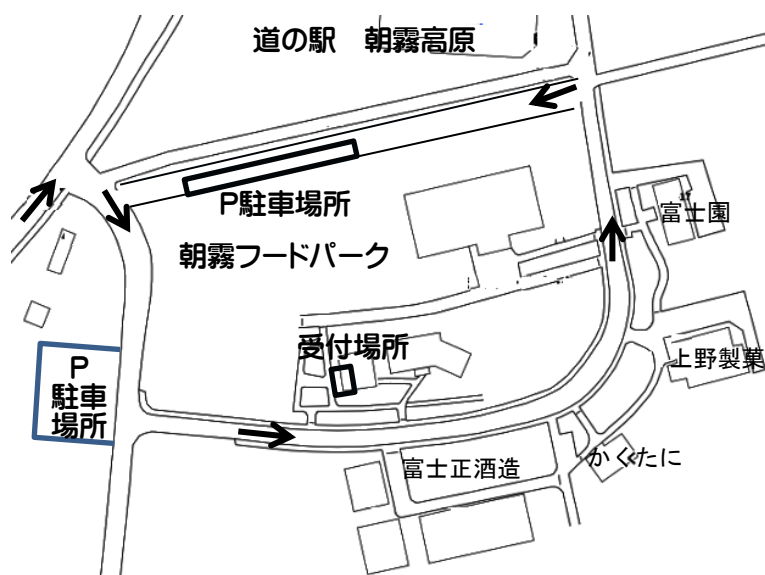 道の駅　朝霧高原
P駐車場所
富士園
朝霧フードパーク
受付場所
上野製菓
P
駐車
場所
富士正酒造
かくたに